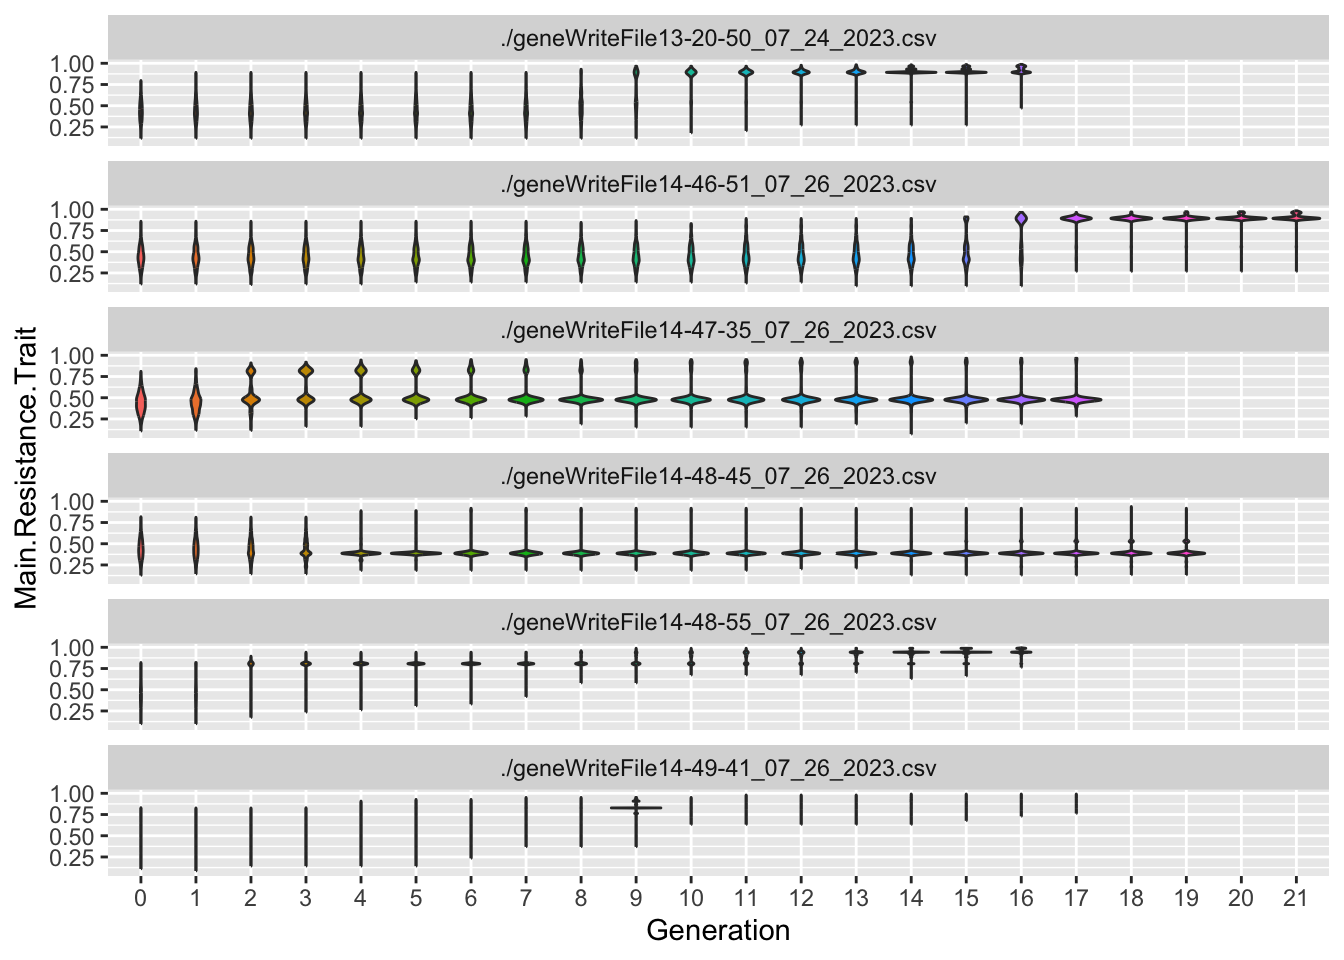 ./geneWriteFile13-20-50_07_24_2023.csv
1.00
0.75
0.50
0.25
./geneWriteFile14-46-51_07_26_2023.csv
1.00
0.75
0.50
0.25
./geneWriteFile14-47-35_07_26_2023.csv
1.00
0.75
0.50
0.25
./geneWriteFile14-48-45_07_26_2023.csv
1.00
0.75
0.50
0.25
./geneWriteFile14-48-55_07_26_2023.csv
1.00
0.75
0.50
0.25
./geneWriteFile14-49-41_07_26_2023.csv
1.00
0.75
0.50
0.25
Main.Resistance.Trait
0 1 2 3 4 5 6 7 8 9 10 11 12 13 14 15 16 17 18 19 20 21
Generation